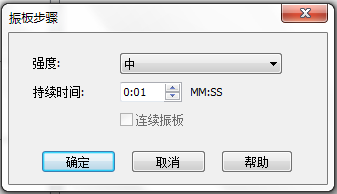 振板步骤
强度:
中
持续时间:
0:01 MM:SS
连续振板
确定 取消 帮助